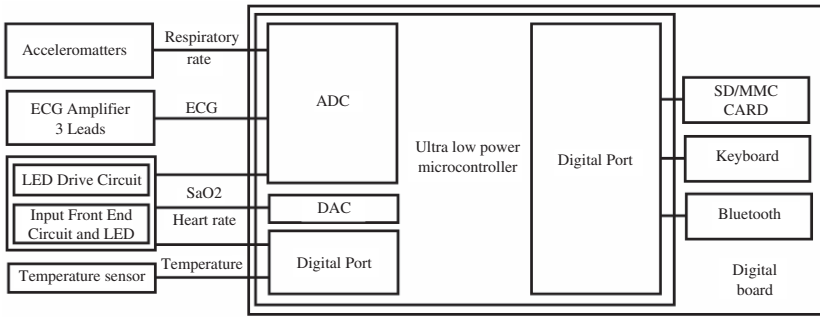 Acceleromatters
Respiratory
rate
ECG Amplifier
3 Leads
ECG
LED Drive Circuit
Input Front End
Circuit and LED
SaO2
Heart rate
Temperature sensor
Temperature
ADC
DAC
Digital Port
Ultra low power
microcontroller
Digital Port
SD/MMC
CARD
Keyboard
Bluetooth
Digital
board